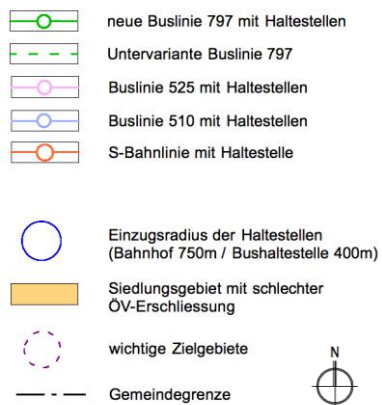 neue Buslinie 797 mit Haltestellen
Untervariante Buslinie 797
Buslinie 525 mit Haltestellen
Buslinie 510 mit Haltestellen
S-Bahnlinie mit Haltestelle
Einzugsradius der Haltestellen
(Bahnhof 750m / Bushaltestelle 400m)
Siedlungsgebiet mit schlechter
ÖV-Erschliessung
wichtige Zielgebiete
N
Gemeindegrenze